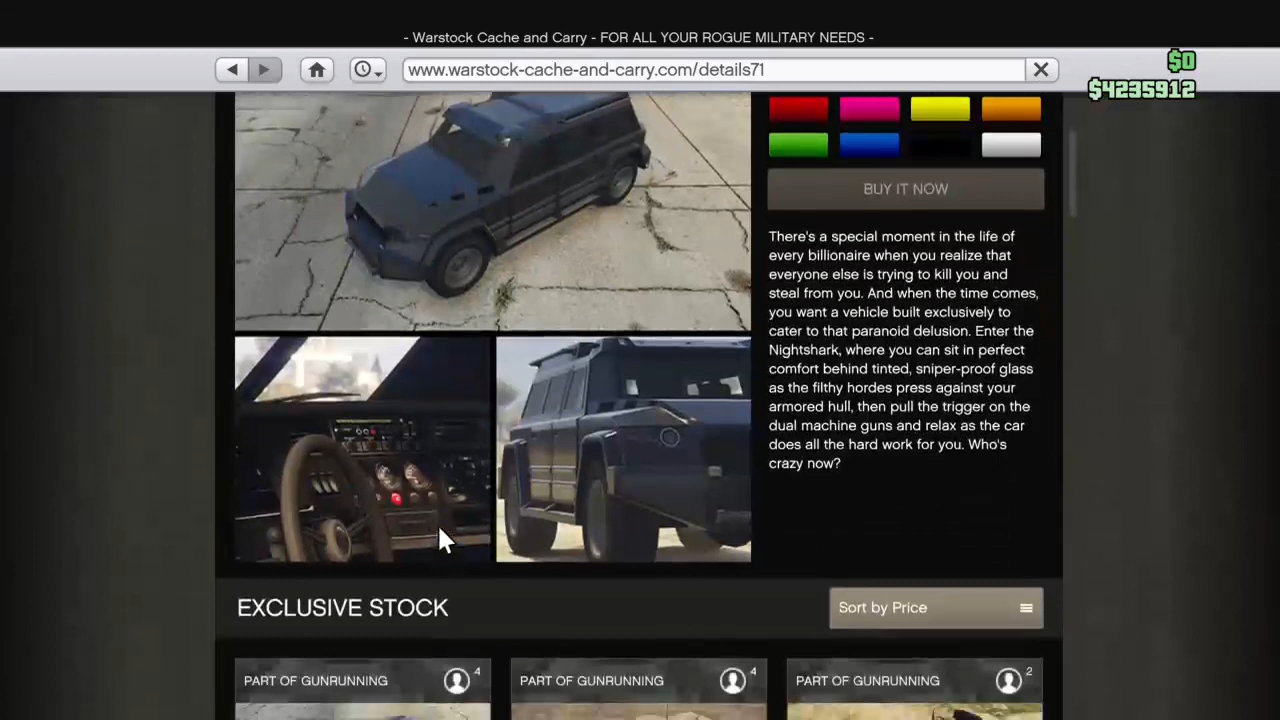 - Warstock Cache and Carry - FOR ALL YOUR ROGUE MILITARY NEEDS -
www.warstock-cache-and-carry.com/details71
$0
$4235912
BUY IT NOW
There's a special moment in the life of
every billionaire when you realize that
everyone else is trying to kill you and
steal from you. And when the time comes,
you want a vehicle built exclusively to
cater to that paranoid delusion. Enter the
Nightshark, where you can sit in perfect
comfort behind tinted, sniper-proof glass
as the filthy hordes press against your
armored hull, then pull the trigger on the
dual machine guns and relax as the car
does all the hard work for you. Who's
crazy now?
EXCLUSIVE STOCK
Sort by Price
PART OF GUNRUNNING 4
PART OF GUNRUNNING 4
PART OF GUNRUNNING 2